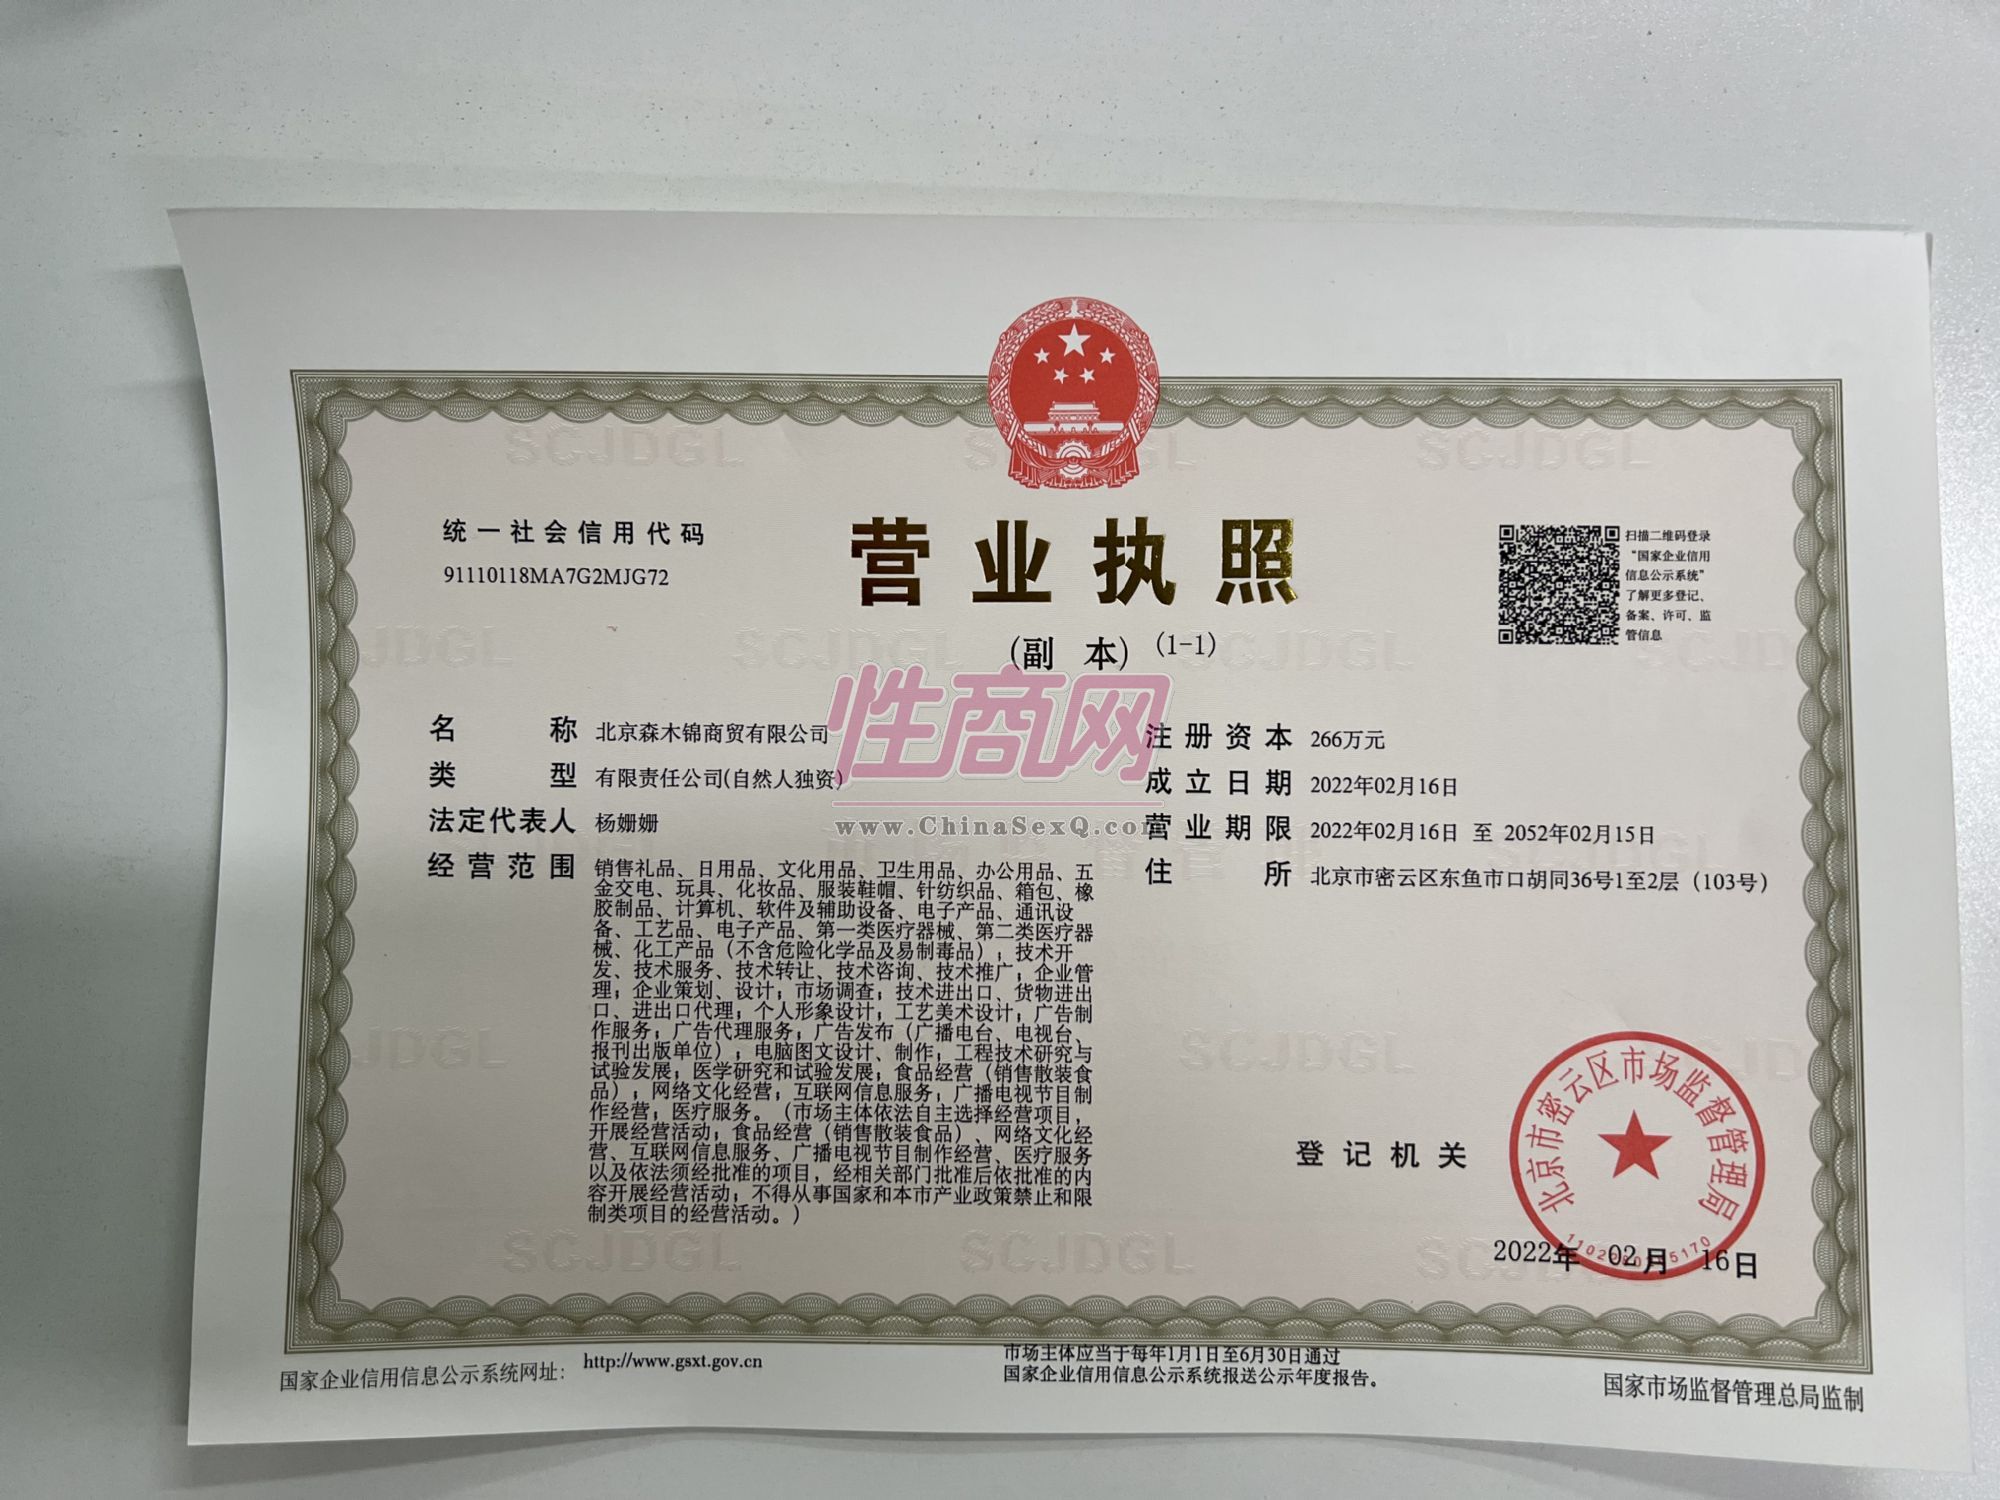 SCJDGL
SCJDGL
统一社会信用代码
91110118MA7G2MJG72
营业执照
(副 本) (1-1)
扫描二维码登录
“国家企业信用
信息公示系统”
了解更多登记、
备案、许可、监
管信息
JDGL
SCJDGL
SCJDGL
性商网
www.ChinaSexQ.com
名 称 北京森木锦商贸有限公司
类 型 有限责任公司(自然人独资)
法定代表人 杨姗姗
经营范围 销售礼品、日用品、文化用品、卫生用品、办公用品、五
金交电、玩具、化妆品、服装鞋帽、针纺织品、箱包、橡
胶制品、计算机、软件及辅助设备、电子产品、通讯设
备、工艺品、电子产品、第一类医疗器械、第二类医疗器
械、化工产品（不含危险化学品及易制毒品）；技术开
发、技术服务、技术转让、技术咨询、技术推广；企业管
理；企业策划、设计；市场调查；技术进出口、货物进出
口、进出口代理；个人形象设计；工艺美术设计；广告制
作服务；广告代理服务；广告发布（广播电台、电视台、
报刊出版单位）；电脑图文设计、制作；工程技术研究与
试验发展；医学研究和试验发展；食品经营（销售散装食
品）；网络文化经营；互联网信息服务；广播电视节目制
作经营；医疗服务。（市场主体依法自主选择经营项目，
开展经营活动；食品经营（销售散装食品）、网络文化经
营、互联网信息服务、广播电视节目制作经营、医疗服务
以及依法须经批准的项目，经相关部门批准后依批准的内
容开展经营活动；不得从事国家和本市产业政策禁止和限
制类项目的经营活动。）
注册资本 266万元
成立日期 2022年02月16日
营业期限 2022年02月16日 至 2052年02月15日
住 所 北京市密云区东鱼市口胡同36号1至2层（103号）
JDGL
SCJDGL
登记机关
北京市密云区市场监督管理局
2022年 02月 16日
SCJDGL
SCJDGL
国家企业信用信息公示系统网址： http://www.gsxt.gov.cn
市场主体应当于每年1月1日至6月30日通过
国家企业信用信息公示系统报送公示年度报告。
国家市场监督管理总局监制